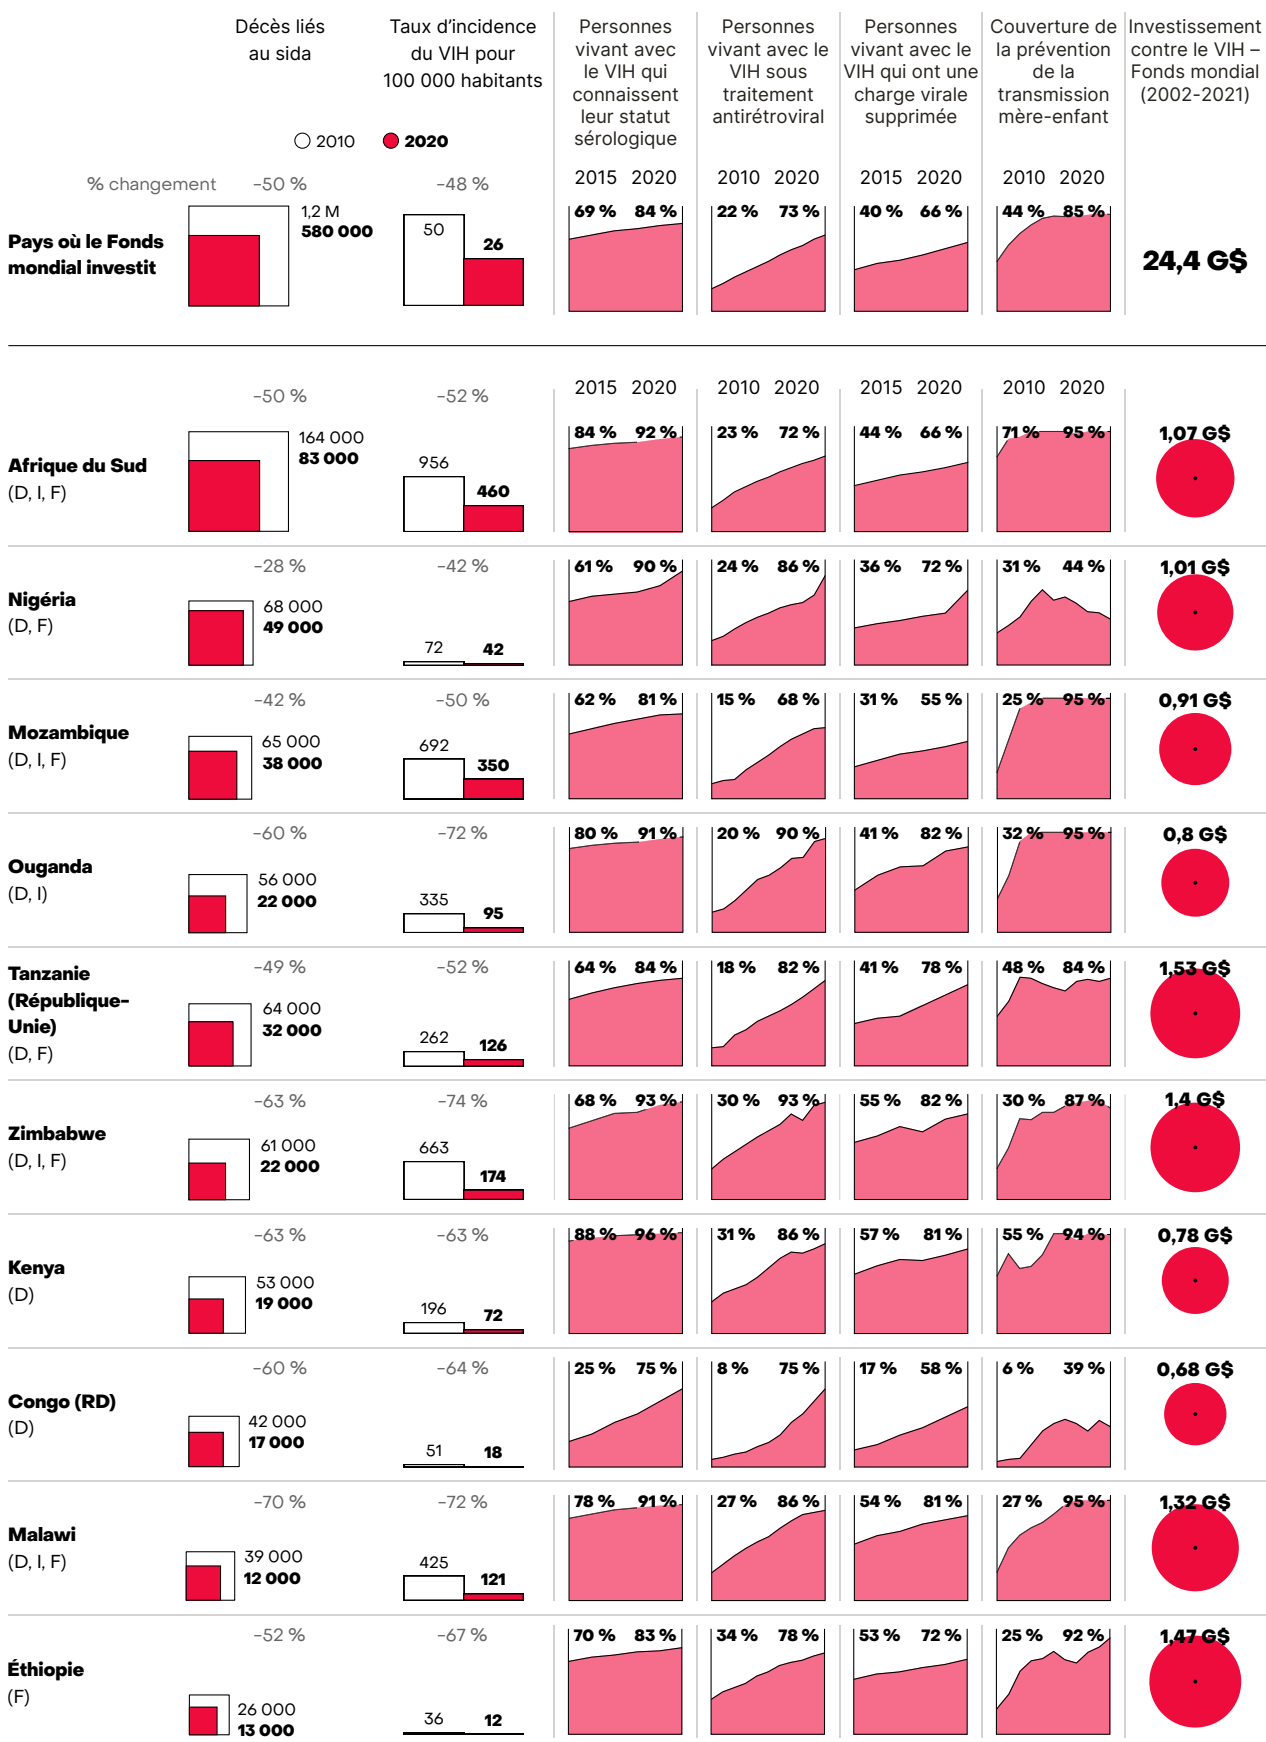 Décès liés
au sida
Taux d’incidence
du VIH pour
100 000 habitants
Personnes
vivant avec
le VIH qui
connaissent
leur statut
sérologique
Personnes
vivant avec le
VIH sous
traitement
antirétroviral
Personnes
vivant avec le
VIH qui ont une
charge virale
supprimée
Couverture de
la prévention
de la
transmission
mère-enfant
Investissement
contre le VIH –
Fonds mondial
(2002-2021)
2010 2020
% changement −50 % −48 % 2015 2020 2010 2020 2015 2020 2010 2020
Pays où le Fonds
mondial investit
1,2 M
580 000
50
26
69 % 84 % 22 % 73 % 40 % 66 % 44 % 85 %
24,4 G$
−50 % −52 % 2015 2020 2010 2020 2015 2020 2010 2020
Afrique du Sud
(D, I, F)
164 000
83 000
956
460
84 % 92 % 23 % 72 % 44 % 66 % 71 % 95 % 1,07 G$
−28 % −42 %
Nigéria
(D, F)
68 000
49 000
72 42
61 % 90 % 24 % 86 % 36 % 72 % 31 % 44 % 1,01 G$
−42 % −50 %
Mozambique
(D, I, F)
65 000
38 000
692
350
62 % 81 % 15 % 68 % 31 % 55 % 25 % 95 % 0,91 G$
−60 % −72 %
Ouganda
(D, I)
56 000
22 000
335
95
80 % 91 % 20 % 90 % 41 % 82 % 32 % 95 % 0,8 G$
−49 % −52 %
Tanzanie
(République-
Unie)
(D, F)
64 000
32 000
262
126
64 % 84 % 18 % 82 % 41 % 78 % 48 % 84 % 1,53 G$
−63 % −74 %
Zimbabwe
(D, I, F)
61 000
22 000
663
174
68 % 93 % 30 % 93 % 55 % 82 % 30 % 87 % 1,4 G$
−63 % −63 %
Kenya
(D)
53 000
19 000
196
72
88 % 96 % 31 % 86 % 57 % 81 % 55 % 94 % 0,78 G$
−60 % −64 %
Congo (RD)
(D)
42 000
17 000
51 18
25 % 75 % 8 % 75 % 17 % 58 % 6 % 39 % 0,68 G$
−70 % −72 %
Malawi
(D, I, F)
39 000
12 000
425
121
78 % 91 % 27 % 86 % 54 % 81 % 27 % 95 % 1,32 G$
−52 % −67 %
Éthiopie
(F)
26 000
13 000
36 12
70 % 83 % 34 % 78 % 53 % 72 % 25 % 92 % 1,47 G$